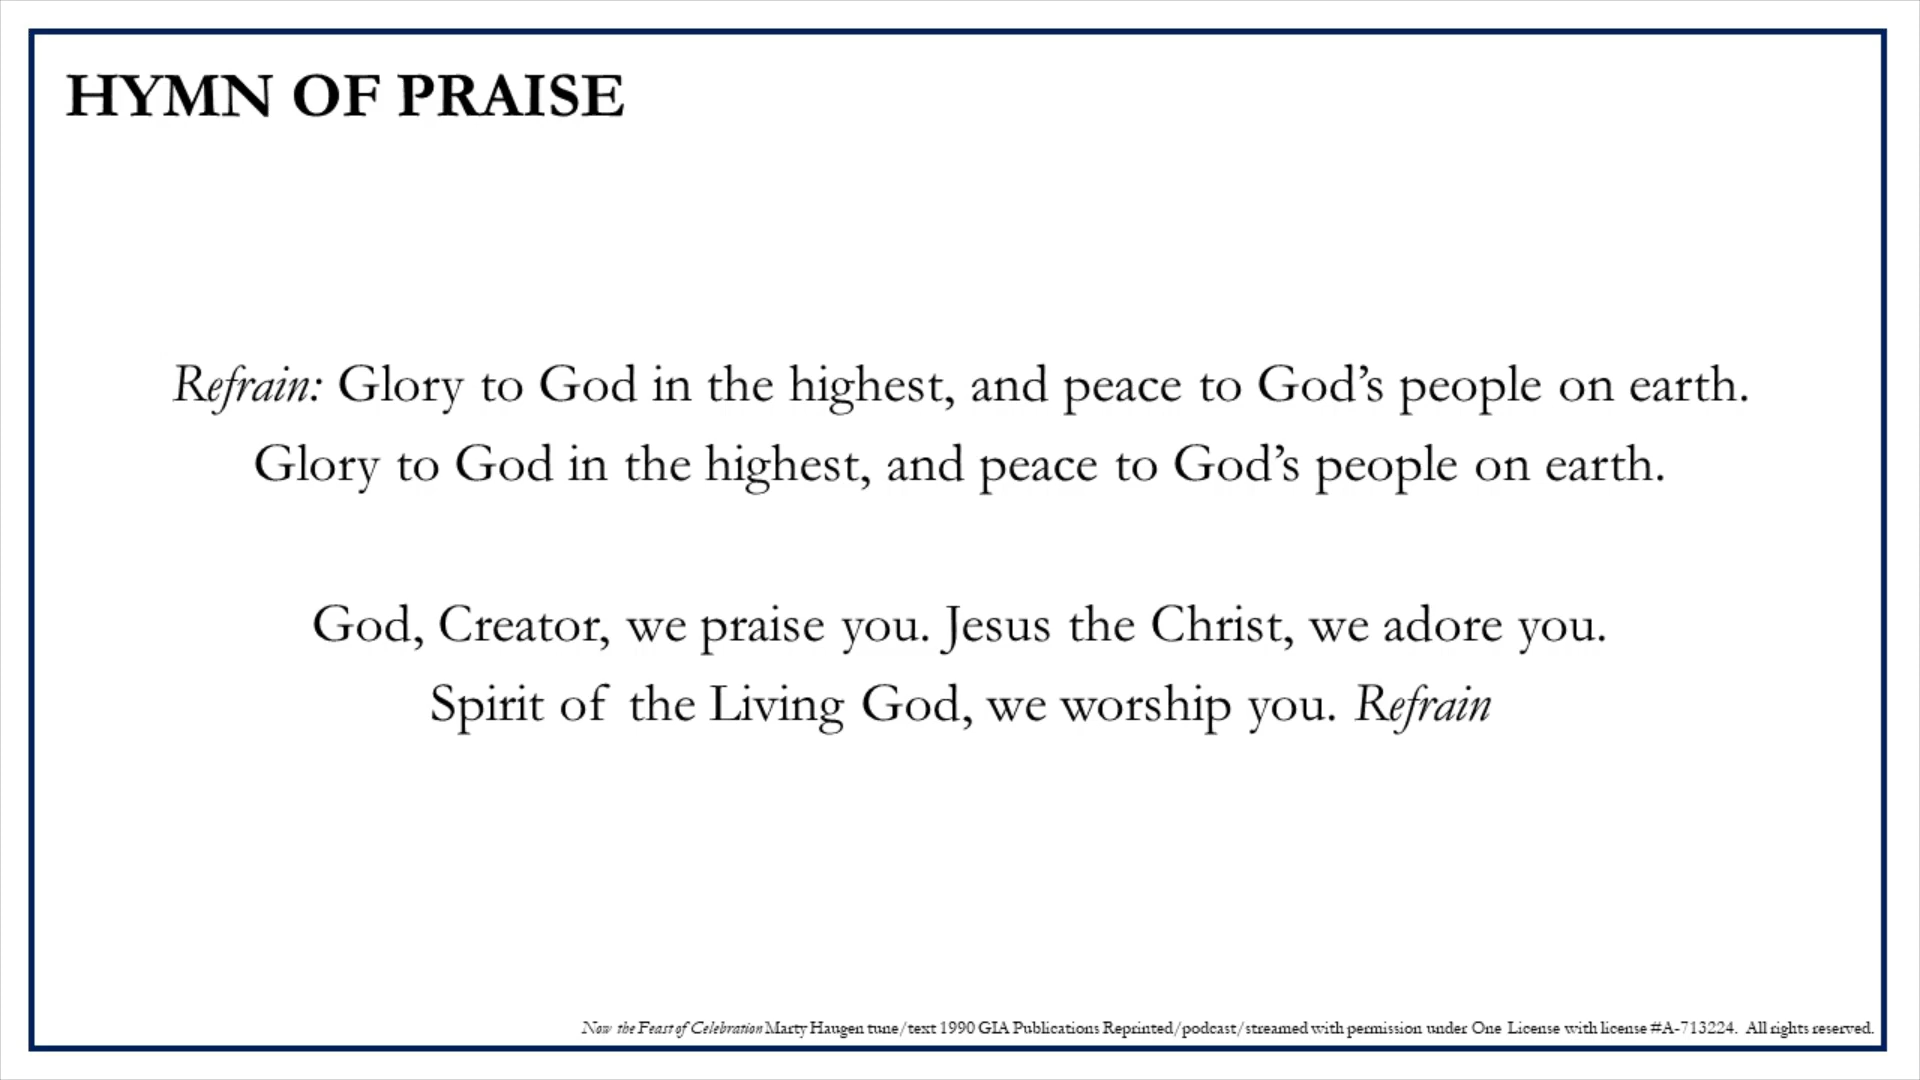 HYMN OF PRAISE
Refrain: Glory to God in the highest, and peace to God’s people on earth.
Glory to God in the highest, and peace to God’s people on earth.
God, Creator, we praise you. Jesus the Christ, we adore you.
Spirit of the Living God, we worship you. Refrain
Now the Feast of Celebration Marty Haugen tune/text 1990 GIA Publications Reprinted/podcast/streamed with permission under One License with license #A-713224. All rights reserved.